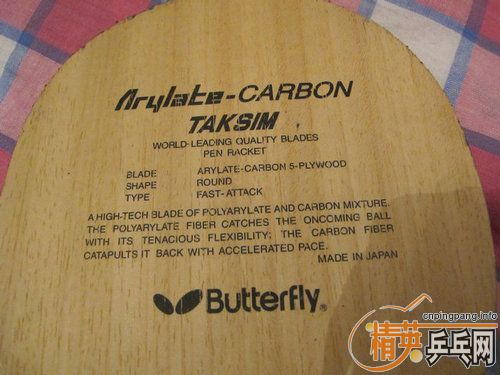 Arylate-CARBON
TAKSIM
WORLD-LEADING QUALITY BLADES
PEN RACKET
BLADE ARYLATE-CARBON 5-PLYWOOD
SHAPE ROUND
TYPE FAST-ATTACK
A HIGH-TECH BLADE OF POLYARYLATE AND CARBON MIXTURE.
THE POLYARYLATE FIBER CATCHES THE ONCOMING BALL
WITH ITS TENACIOUS FLEXIBILITY; THE CARBON FIBER
CATAPULTS IT BACK WITH ACCELERATED PACE.
MADE IN JAPAN
Butterfly®
cnpingpang.info
精英乒乓网